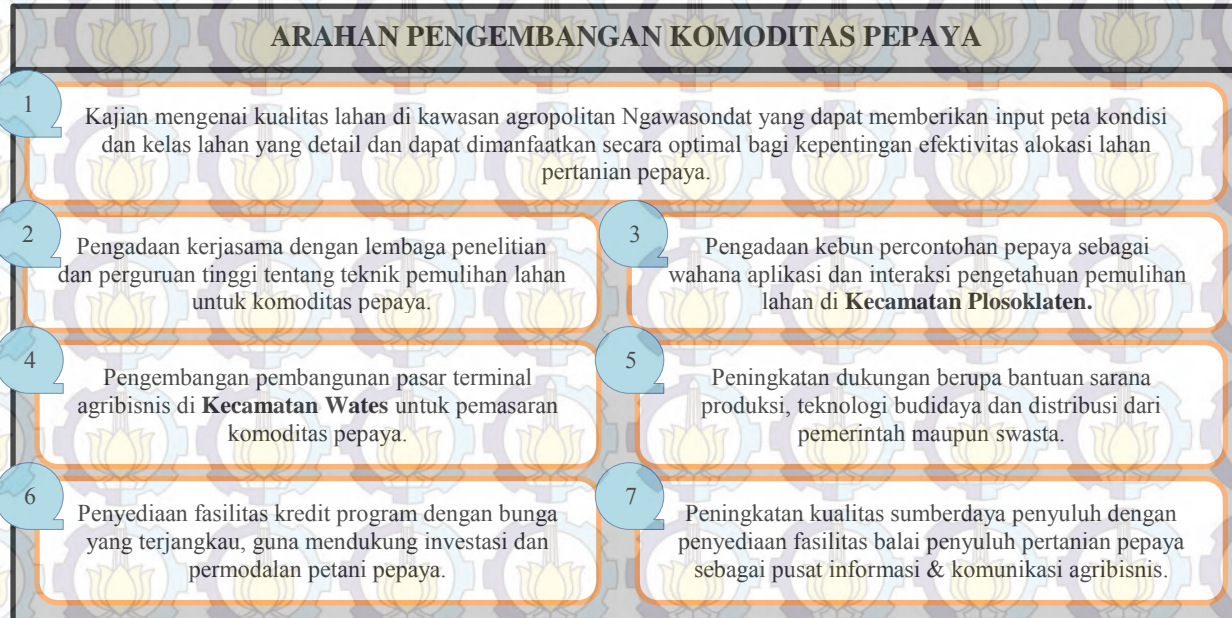 ARAHAN PENGEMBANGAN KOMODITAS PEPAYA
1
Kajian mengenai kualitas lahan di kawasan agropolitan Ngawasondat yang dapat memberikan input peta kondisi
dan kelas lahan yang detail dan dapat dimanfaatkan secara optimal bagi kepentingan efektivitas alokasi lahan
pertanian pepaya.
2
Pengadaan kerjasama dengan lembaga penelitian
dan perguruan tinggi tentang teknik pemulihan lahan
untuk komoditas pepaya.
3
Pengadaan kebun percontohan pepaya sebagai
wahana aplikasi dan interaksi pengetahuan pemulihan
lahan di Kecamatan Plosoklaten.
4
Pengembangan pembangunan pasar terminal
agribisnis di Kecamatan Wates untuk pemasaran
komoditas pepaya.
5
Peningkatan dukungan berupa bantuan sarana
produksi, teknologi budidaya dan distribusi dari
pemerintah maupun swasta.
6
Penyediaan fasilitas kredit program dengan bunga
yang terjangkau, guna mendukung investasi dan
permodalan petani pepaya.
7
Peningkatan kualitas sumberdaya penyuluh dengan
penyediaan fasilitas balai penyuluh pertanian pepaya
sebagai pusat informasi & komunikasi agribisnis.